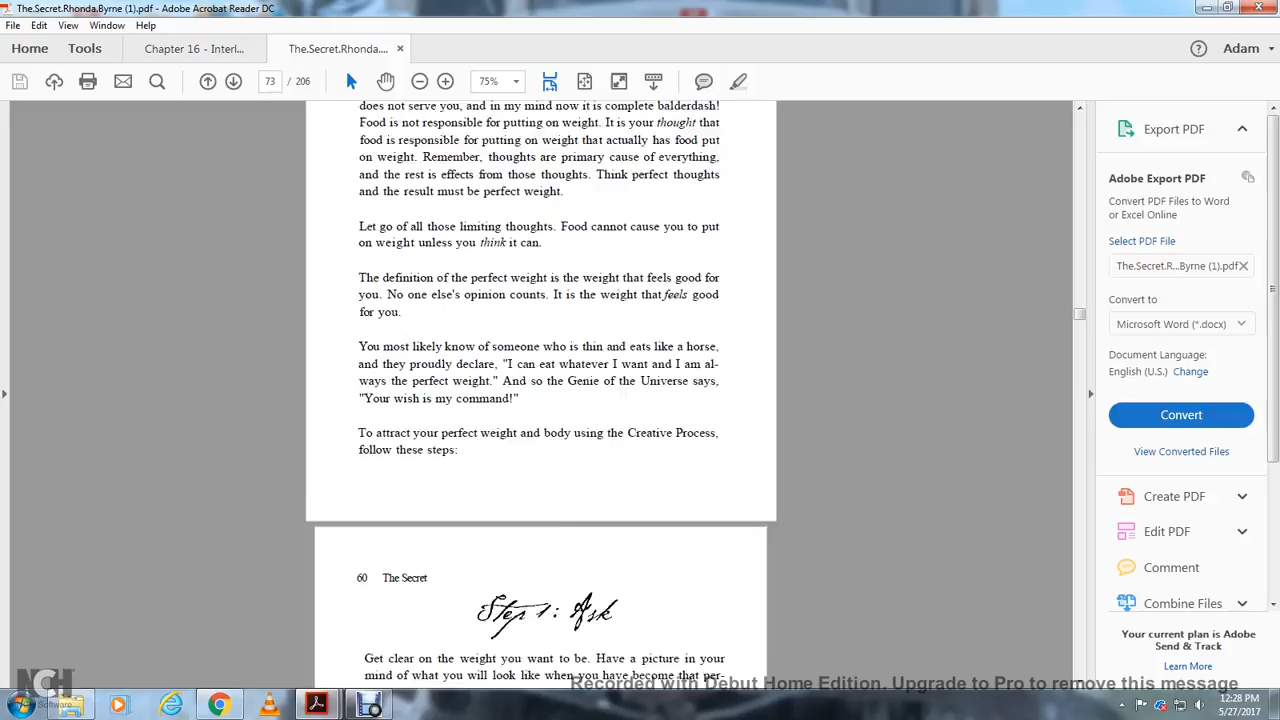 The.Secret.Rhonda.Byrne (1).pdf - Adobe Acrobat Reader DC
File Edit View Window Help
Home Tools Chapter 16 - Interl... The.Secret.Rhonda.... × Adam
73 / 206 75%
does not serve you, and in my mind now it is complete balderdash!
Food is not responsible for putting on weight. It is your thought that
food is responsible for putting on weight that actually has food put
on weight. Remember, thoughts are primary cause of everything,
and the rest is effects from those thoughts. Think perfect thoughts
and the result must be perfect weight.
Let go of all those limiting thoughts. Food cannot cause you to put
on weight unless you think it can.
The definition of the perfect weight is the weight that feels good for
you. No one else's opinion counts. It is the weight that feels good
for you.
You most likely know of someone who is thin and eats like a horse,
and they proudly declare, "I can eat whatever I want and I am al-
ways the perfect weight." And so the Genie of the Universe says,
"Your wish is my command!"
To attract your perfect weight and body using the Creative Process,
follow these steps:
60 The Secret
Step 1: Ask
Get clear on the weight you want to be. Have a picture in your
mind of what you will look like when you have become that per-
Export PDF
Adobe Export PDF
Convert PDF Files to Word
or Excel Online
Select PDF File
The.Secret.R...Byrne (1).pdf
Convert to
Microsoft Word (*.docx)
Document Language:
English (U.S.) Change
Convert
View Converted Files
Create PDF
Edit PDF
Comment
Combine Files
Your current plan is Adobe
Send & Track
Learn More
Recorded with Debut Home Edition. Upgrade to Pro to remove this message
NCH
Software
12:28 PM
5/27/2017